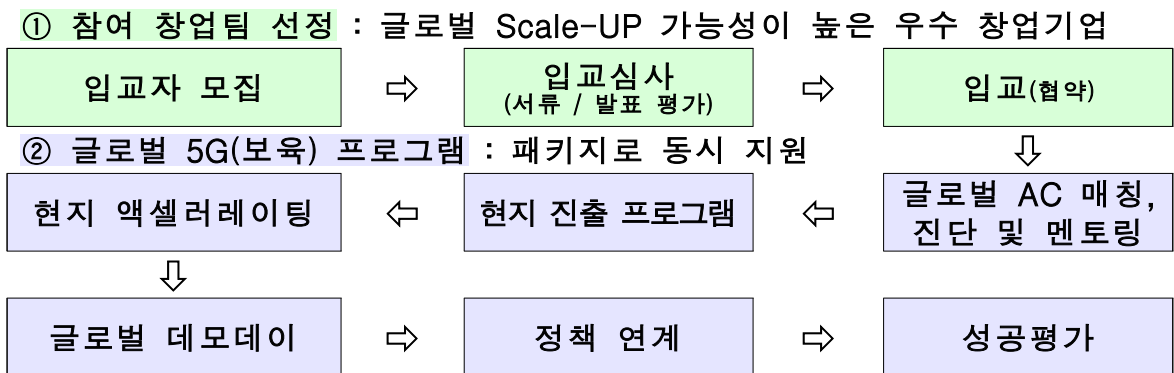 ① 참여 창업팀 선정 : 글로벌 Scale-UP 가능성이 높은 우수 창업기업
입교자 모집 ⇨ 입교심사 ⇨ 입교(협약)
(서류 / 발표 평가)
⇩
② 글로벌 5G(보육) 프로그램 : 패키지로 동시 지원
글로벌 AC 매칭,
진단 및 멘토링
⇦ 현지 진출 프로그램
⇦ 현지 액셀러레이팅
⇩
글로벌 데모데이 ⇨ 정책 연계 ⇨ 성공평가